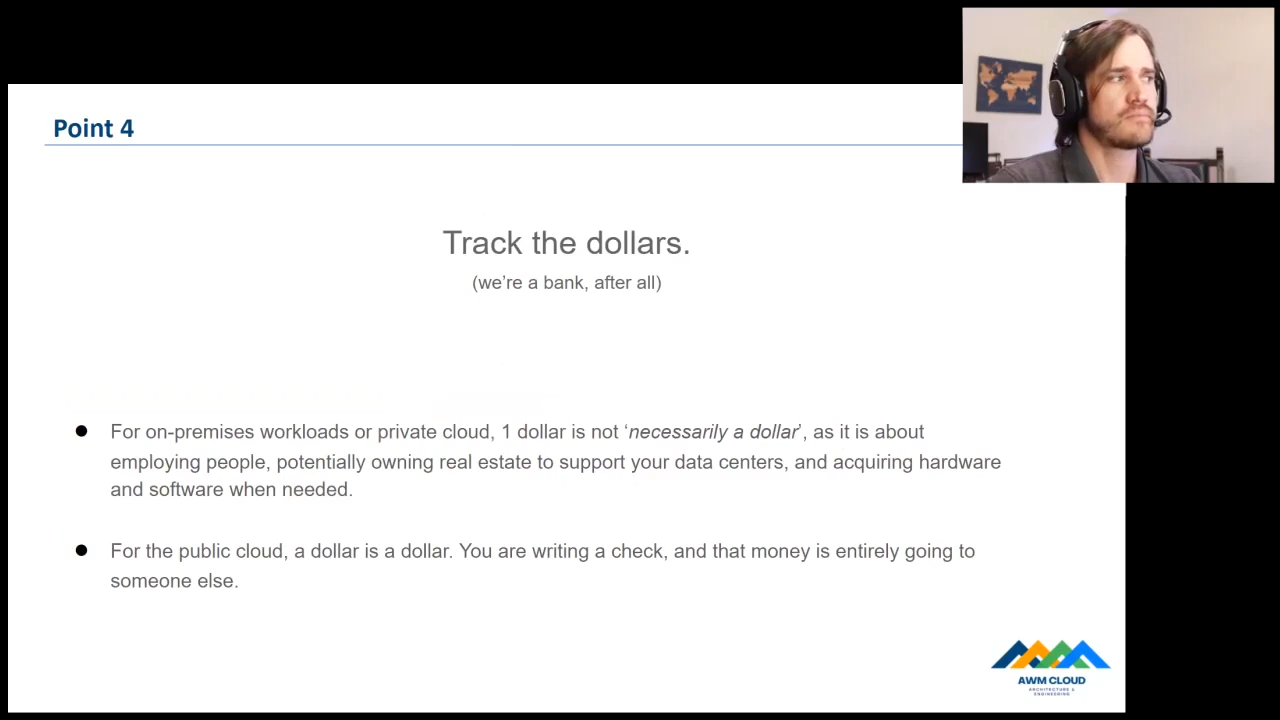 Point 4
Track the dollars.
(we're a bank, after all)
● For on-premises workloads or private cloud, 1 dollar is not ‘necessarily a dollar’, as it is about
employing people, potentially owning real estate to support your data centers, and acquiring hardware
and software when needed.
● For the public cloud, a dollar is a dollar. You are writing a check, and that money is entirely going to
someone else.
AWM CLOUD
ARCHITECTURE &
ENGINEERING